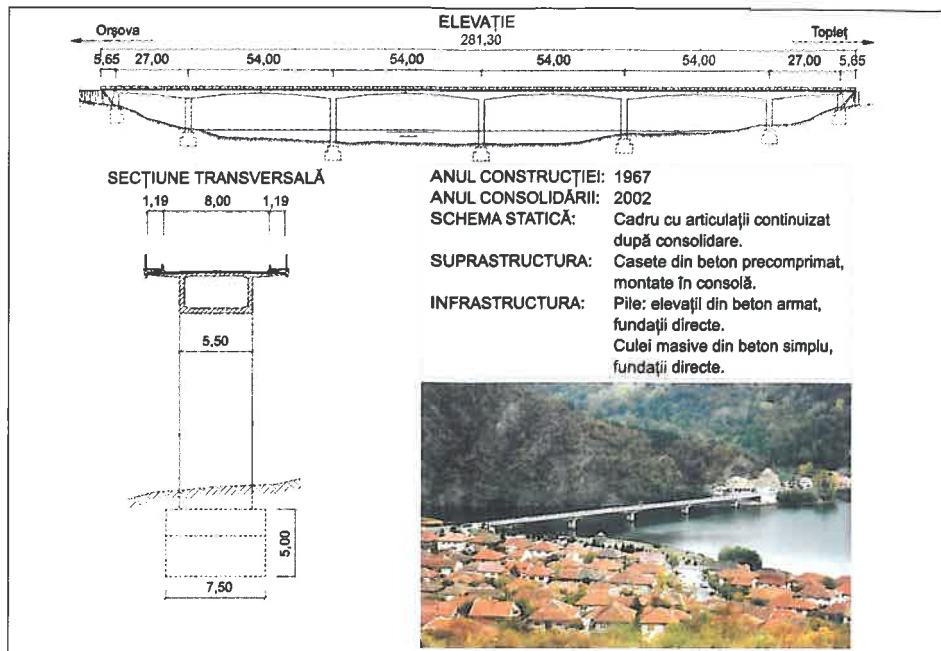 ELEVAȚIE
Orșova
Topleț
281,30
5,65 27,00 54,00 54,00 54,00 54,00 27,00 5,65
SECȚIUNE TRANSVERSALĂ
1,19 8,00 1,19
5,50
5,00
7,50
ANUL CONSTRUCȚIEI: 1967
ANUL CONSOLIDĂRII: 2002
SCHEMA STATICĂ: Cadru cu articulații continuizat
după consolidare.
SUPRASTRUCTURA: Casete din beton precomprimat,
montate în consolă.
INFRASTRUCTURA: Pile: elevații din beton armat,
fundații directe.
Culei masive din beton simplu,
fundații directe.